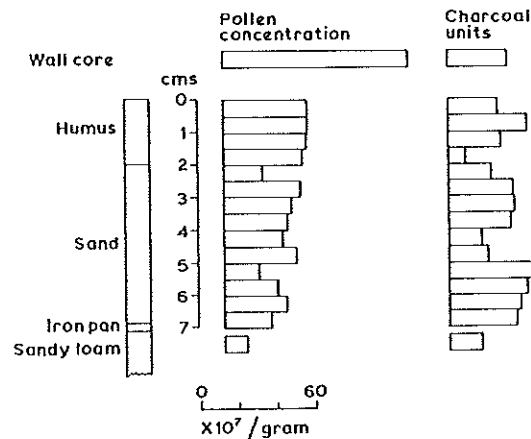 Pollen concentration
Charcoal units
Wall core
cms
0
Humus
1
2
3
Sand
4
5
6
Iron pan
7
Sandy loam
0 60
X10⁷/gram